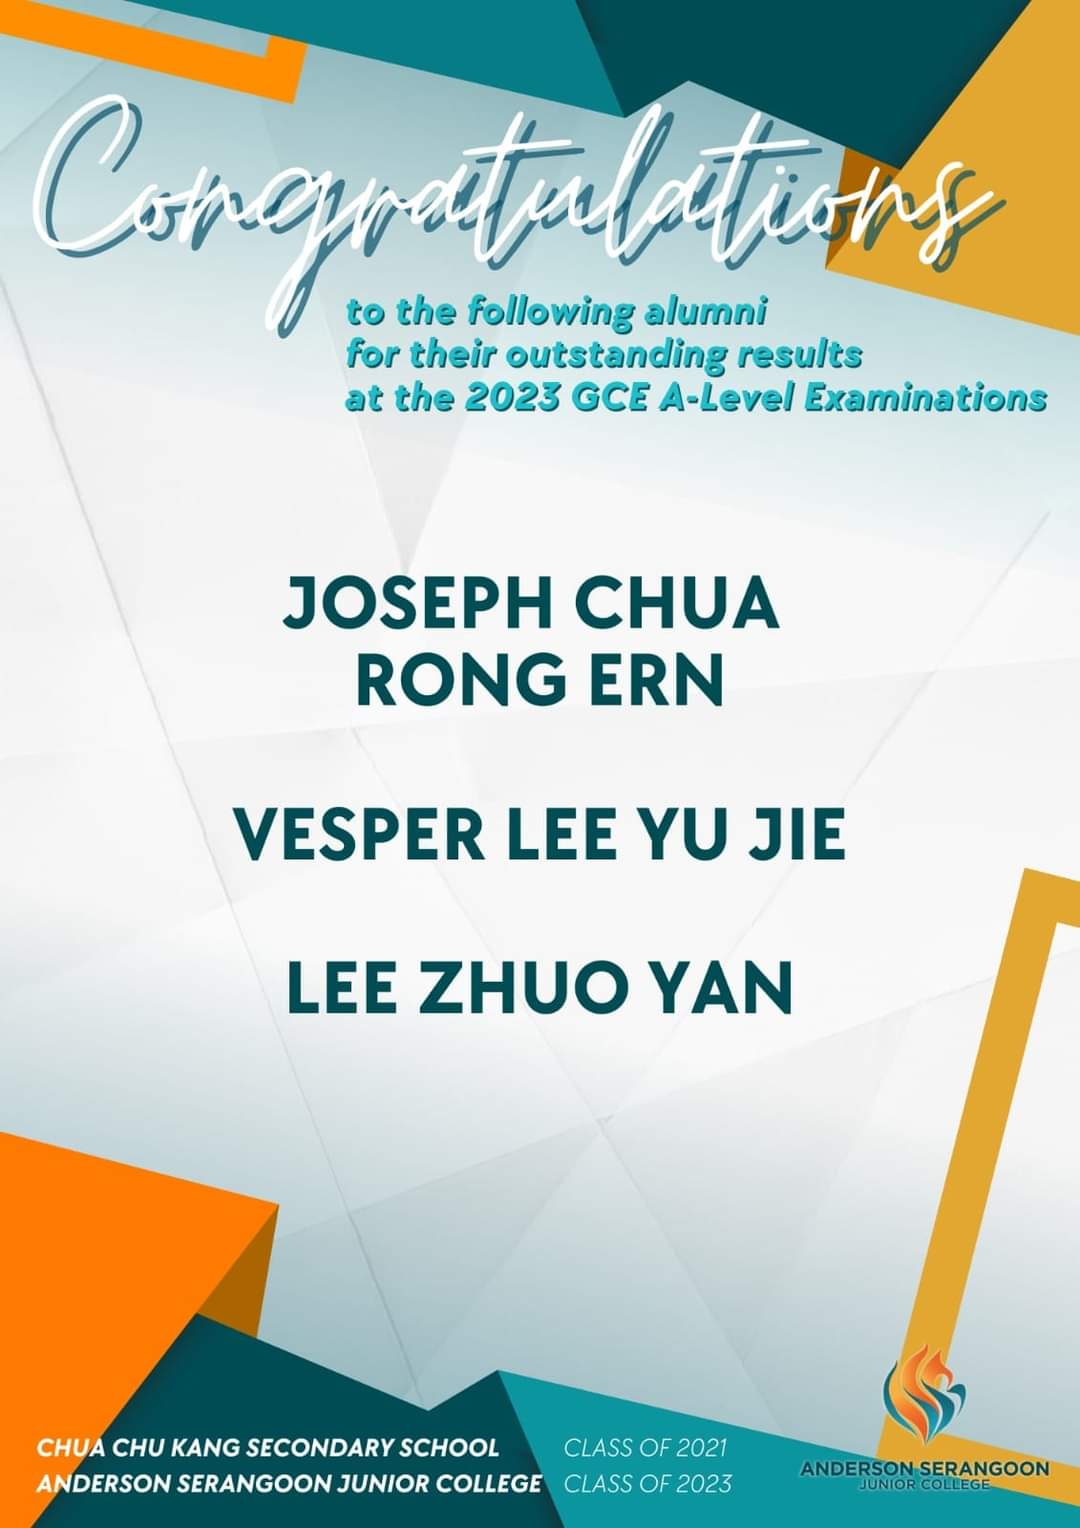 Congratulations
to the following alumni
for their outstanding results
at the 2023 GCE A-Level Examinations
JOSEPH CHUA
RONG ERN
VESPER LEE YU JIE
LEE ZHUO YAN
CHUA CHU KANG SECONDARY SCHOOL CLASS OF 2021
ANDERSON SERANGOON JUNIOR COLLEGE CLASS OF 2023
ANDERSON SERANGOON
JUNIOR COLLEGE